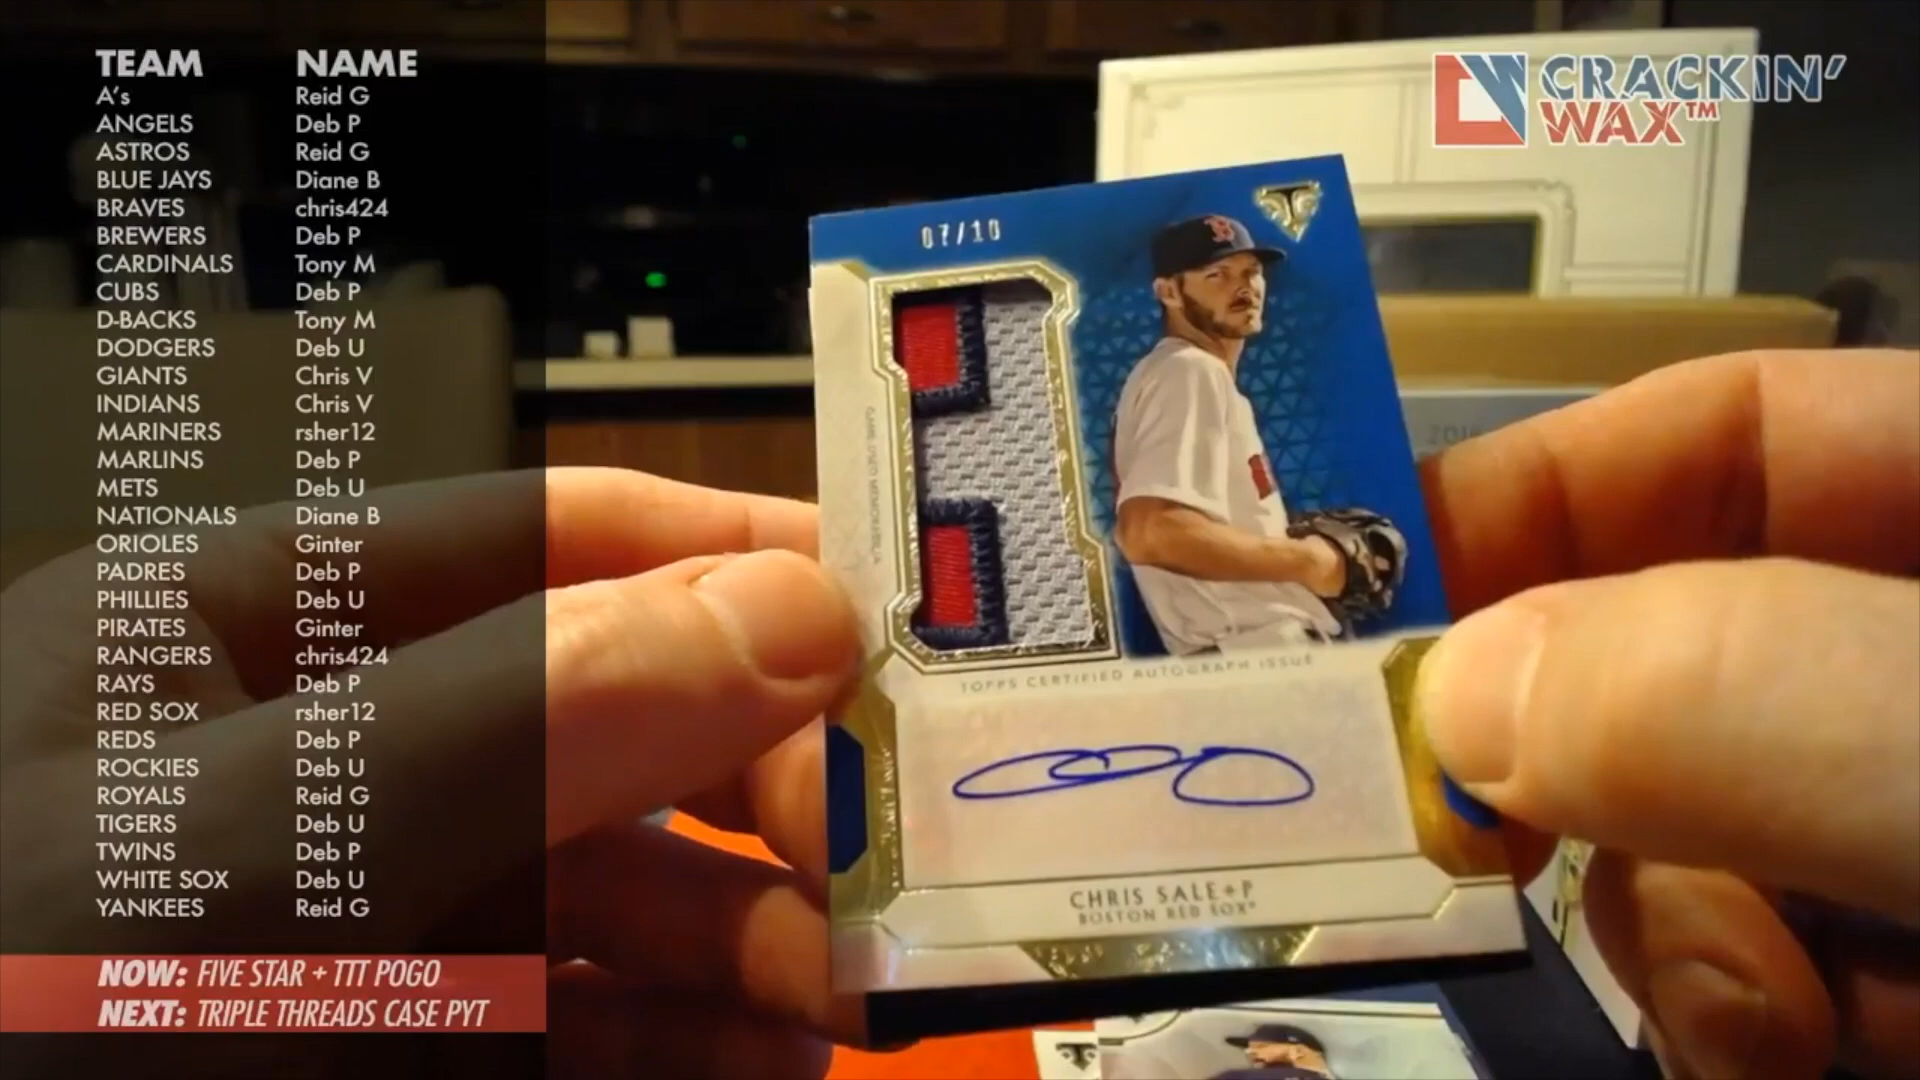 TEAM NAME
A's Reid G
ANGELS Deb P
ASTROS Reid G
BLUE JAYS Diane B
BRAVES chris424
BREWERS Deb P
CARDINALS Tony M
CUBS Deb P
D-BACKS Tony M
DODGERS Deb U
GIANTS Chris V
INDIANS Chris V
MARINERS rsher12
MARLINS Deb P
METS Deb U
NATIONALS Diane B
ORIOLES Ginter
PADRES Deb P
PHILLIES Deb U
PIRATES Ginter
RANGERS chris424
RAYS Deb P
RED SOX rsher12
REDS Deb P
ROCKIES Deb U
ROYALS Reid G
TIGERS Deb U
TWINS Deb P
WHITE SOX Deb U
YANKEES Reid G
NOW: FIVE STAR + TTT POGO
NEXT: TRIPLE THREADS CASE PYT
CRACKIN'
WAX™
07/10
GAME-USED MEMORABILIA
TOPPS CERTIFIED AUTOGRAPH ISSUE
CHRIS SALE • P
BOSTON RED SOX®